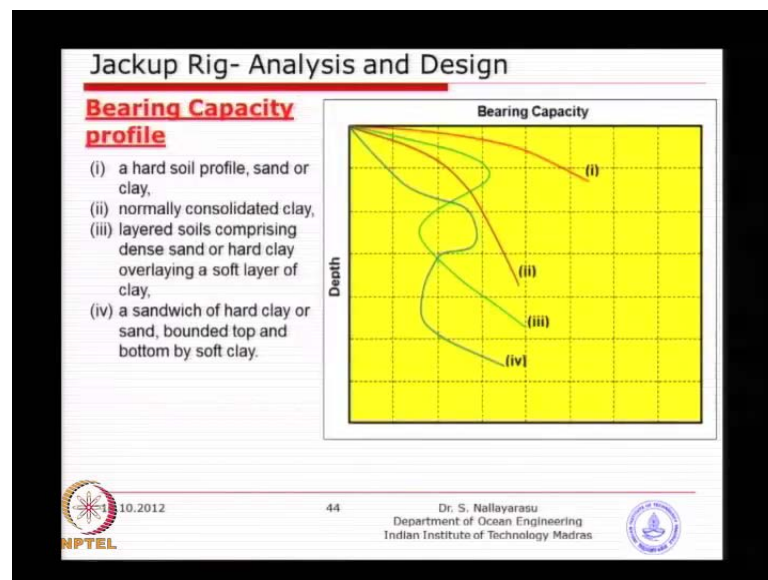 Jackup Rig- Analysis and Design
Bearing Capacity
profile
(i) a hard soil profile, sand or
clay,
(ii) normally consolidated clay,
(iii) layered soils comprising
dense sand or hard clay
overlaying a soft layer of
clay,
(iv) a sandwich of hard clay or
sand, bounded top and
bottom by soft clay.
Bearing Capacity
Depth
(i)
(ii)
(iii)
(iv)
10.2012
44
Dr. S. Nallayarasu
Department of Ocean Engineering
Indian Institute of Technology Madras
NPTEL